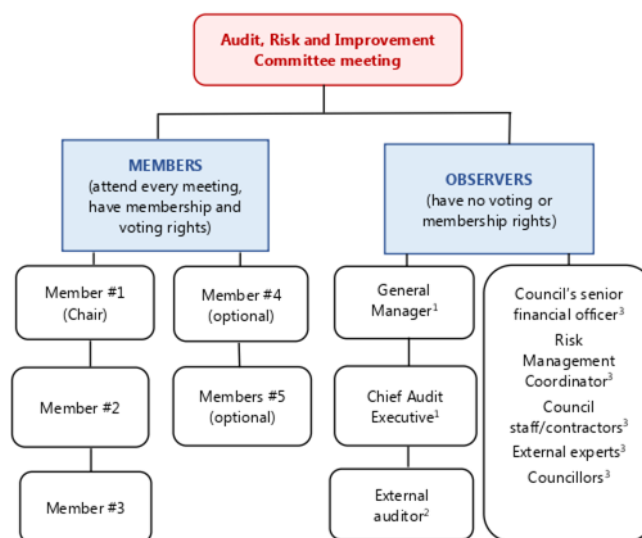 Audit, Risk and Improvement
Committee meeting
MEMBERS
(attend every meeting,
have membership and
voting rights)
OBSERVERS
(have no voting or
membership rights)
Member #1
(Chair)
Member #2
Member #3
Member #4
(optional)
Members #5
(optional)
General
Manager¹
Chief Audit
Executive¹
External
auditor²
Council's senior
financial officer³
Risk
Management
Coordinator³
Council
staff/contractors³
External experts³
Councillors³